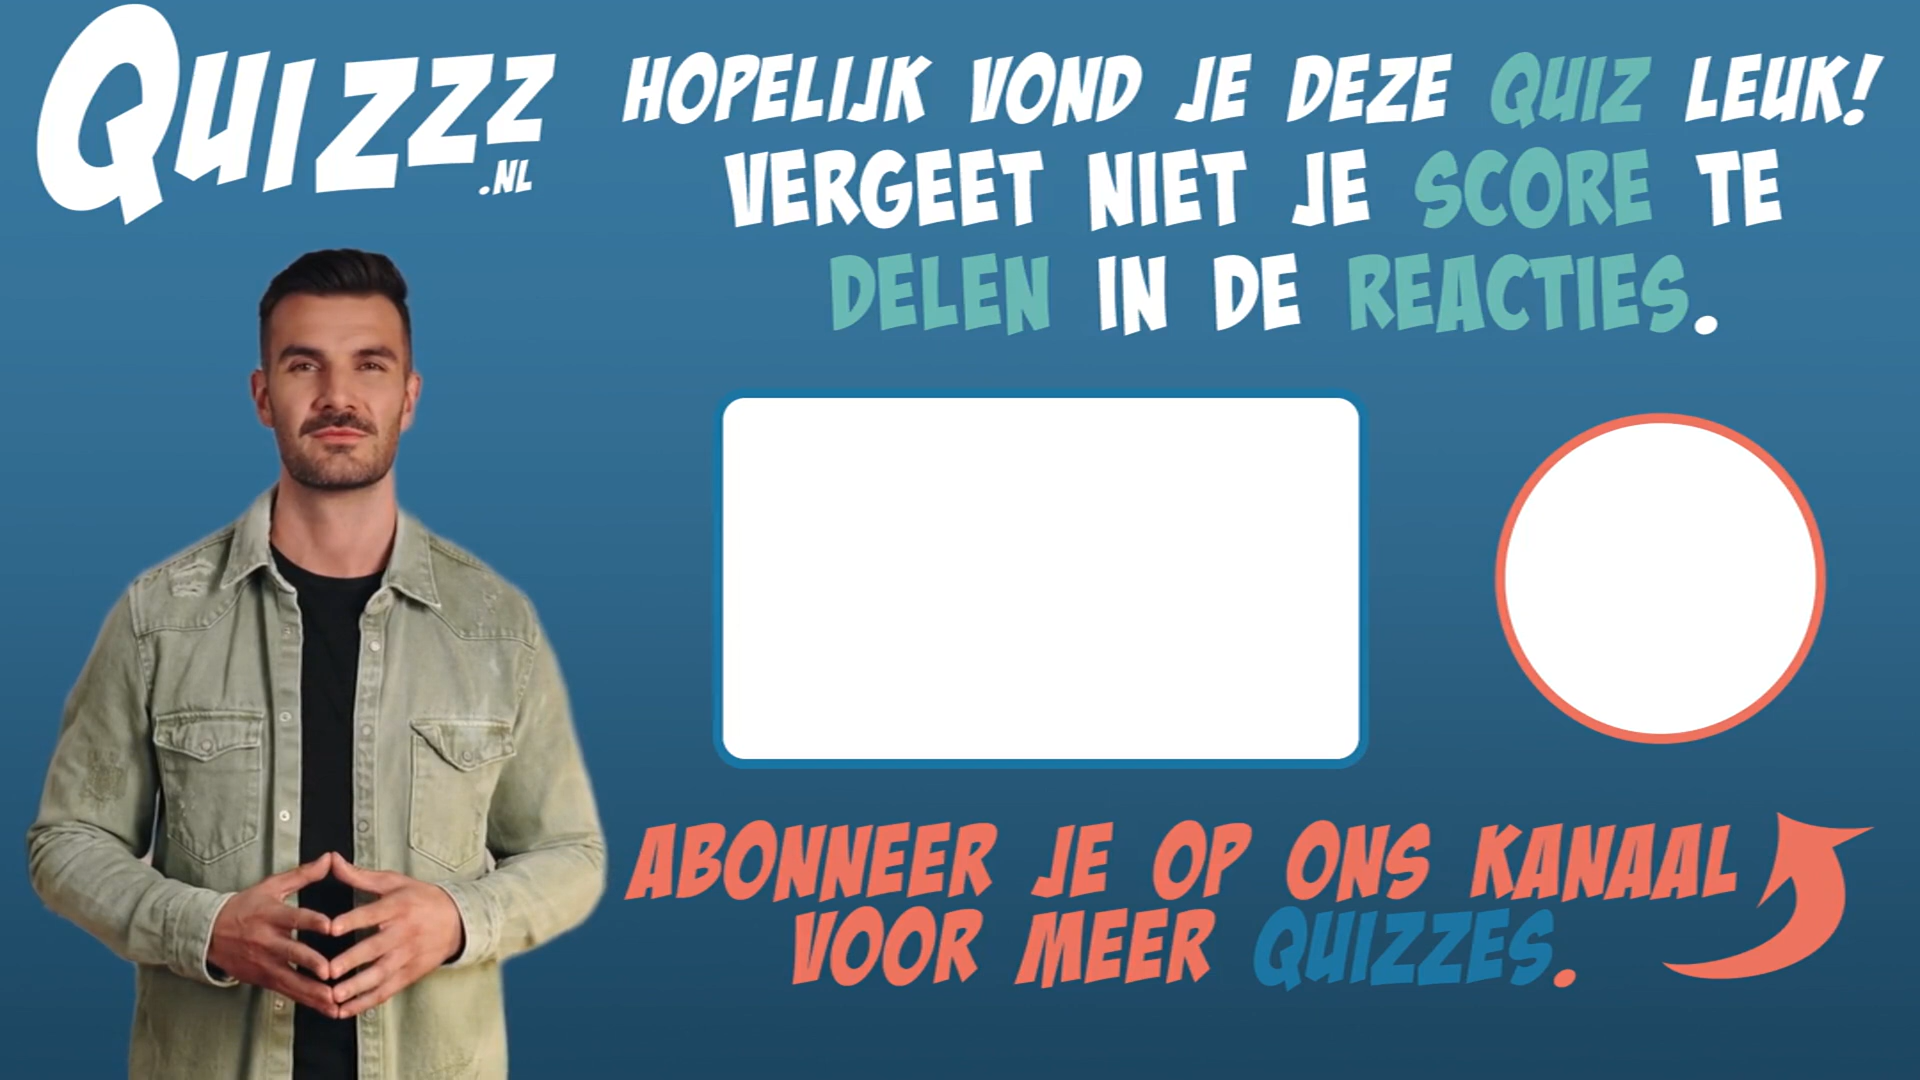 QUIZZZ
.NL
HOPELIJK VOND JE DEZE QUIZ LEUK!
VERGEET NIET JE SCORE TE
DELEN IN DE REACTIES.
ABONNEER JE OP ONS KANAAL
VOOR MEER QUIZZES.